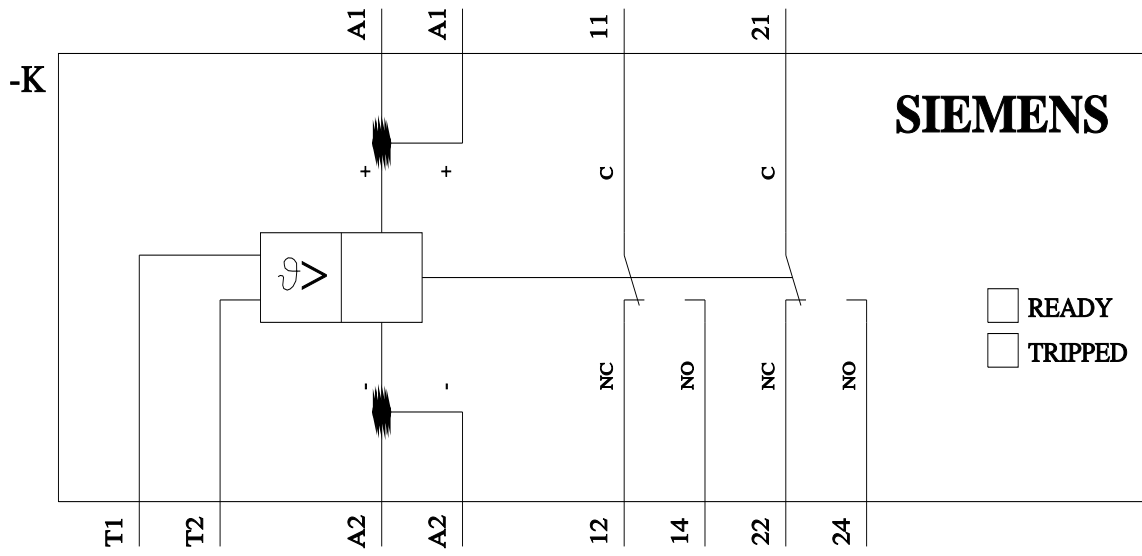 A1
A1
11
21
-K
SIEMENS
+
+
C
C
ϑ>
READY
TRIPPED
-
-
NC
NO
NC
NO
T1
T2
A2
A2
12
14
22
24